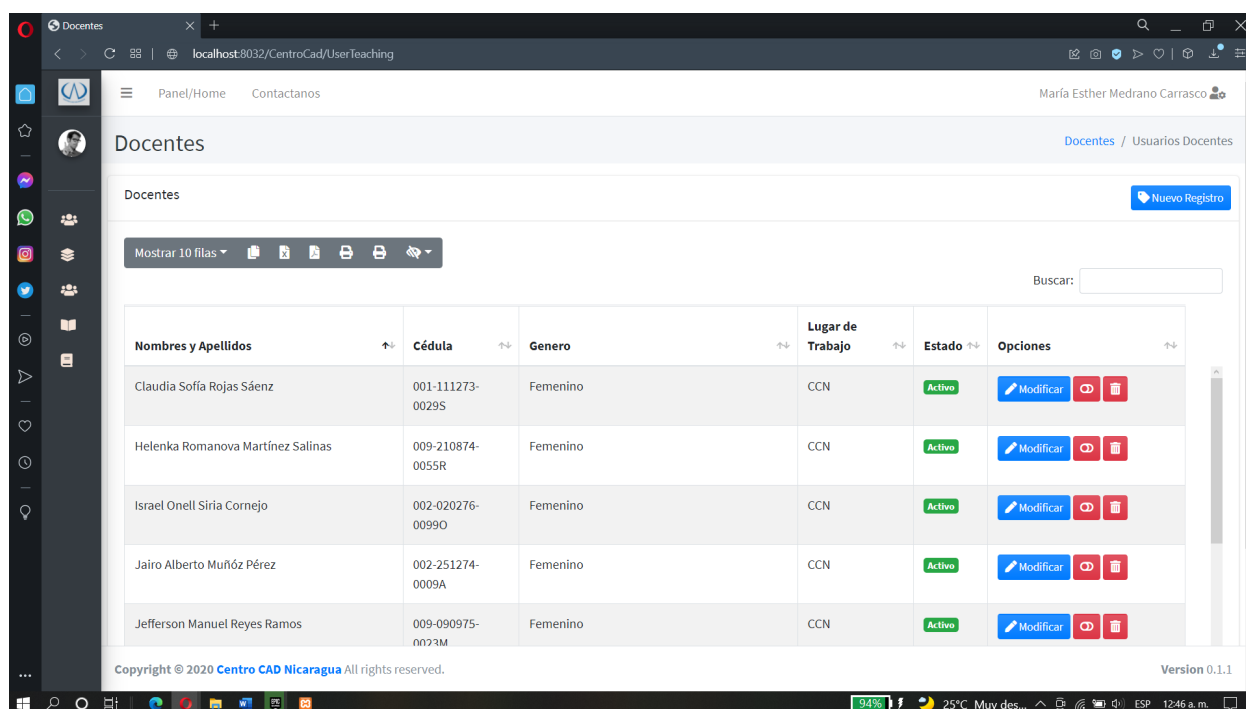 Docentes
localhost:8032/CentroCad/UserTeaching
Panel/Home Contactanos María Esther Medrano Carrasco
Docentes Docentes / Usuarios Docentes
Docentes Nuevo Registro
Mostrar 10 filas
Buscar:
Nombres y Apellidos Cédula Genero Lugar de Trabajo Estado Opciones
Claudia Sofía Rojas Sáenz 001-111273-0029S Femenino CCN Activo Modificar
Helenka Romanova Martínez Salinas 009-210874-0055R Femenino CCN Activo Modificar
Israel Onell Siria Cornejo 002-020276-0099O Femenino CCN Activo Modificar
Jairo Alberto Muñóz Pérez 002-251274-0009A Femenino CCN Activo Modificar
Jefferson Manuel Reyes Ramos 009-090975-0023M Femenino CCN Activo Modificar
Copyright © 2020 Centro CAD Nicaragua All rights reserved. Version 0.1.1
94% 25°C Muy des... ESP 12:46 a. m.